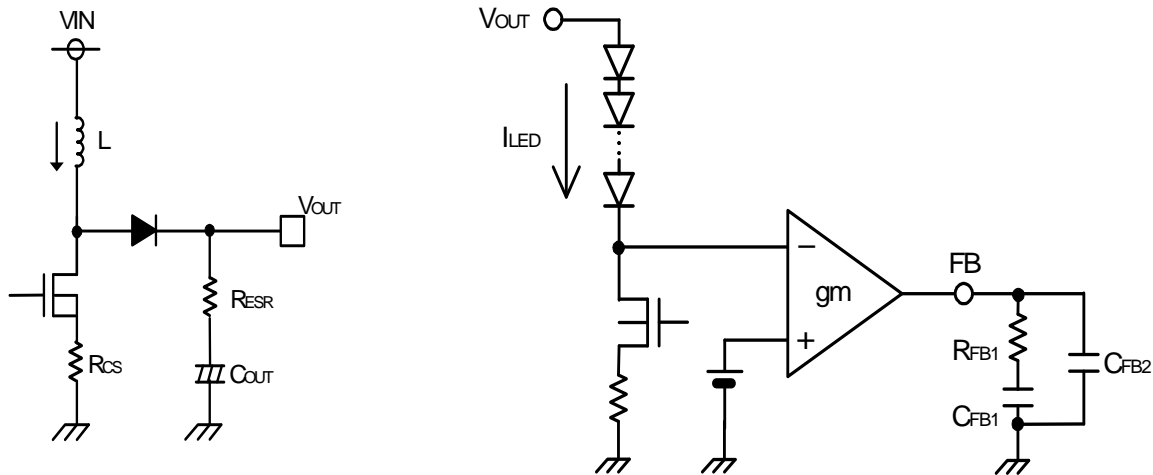 VIN
L
VOUT
RESR
RCS
COUT
VOUT
ILED
−
gm
+
FB
RFB1
CFB2
CFB1